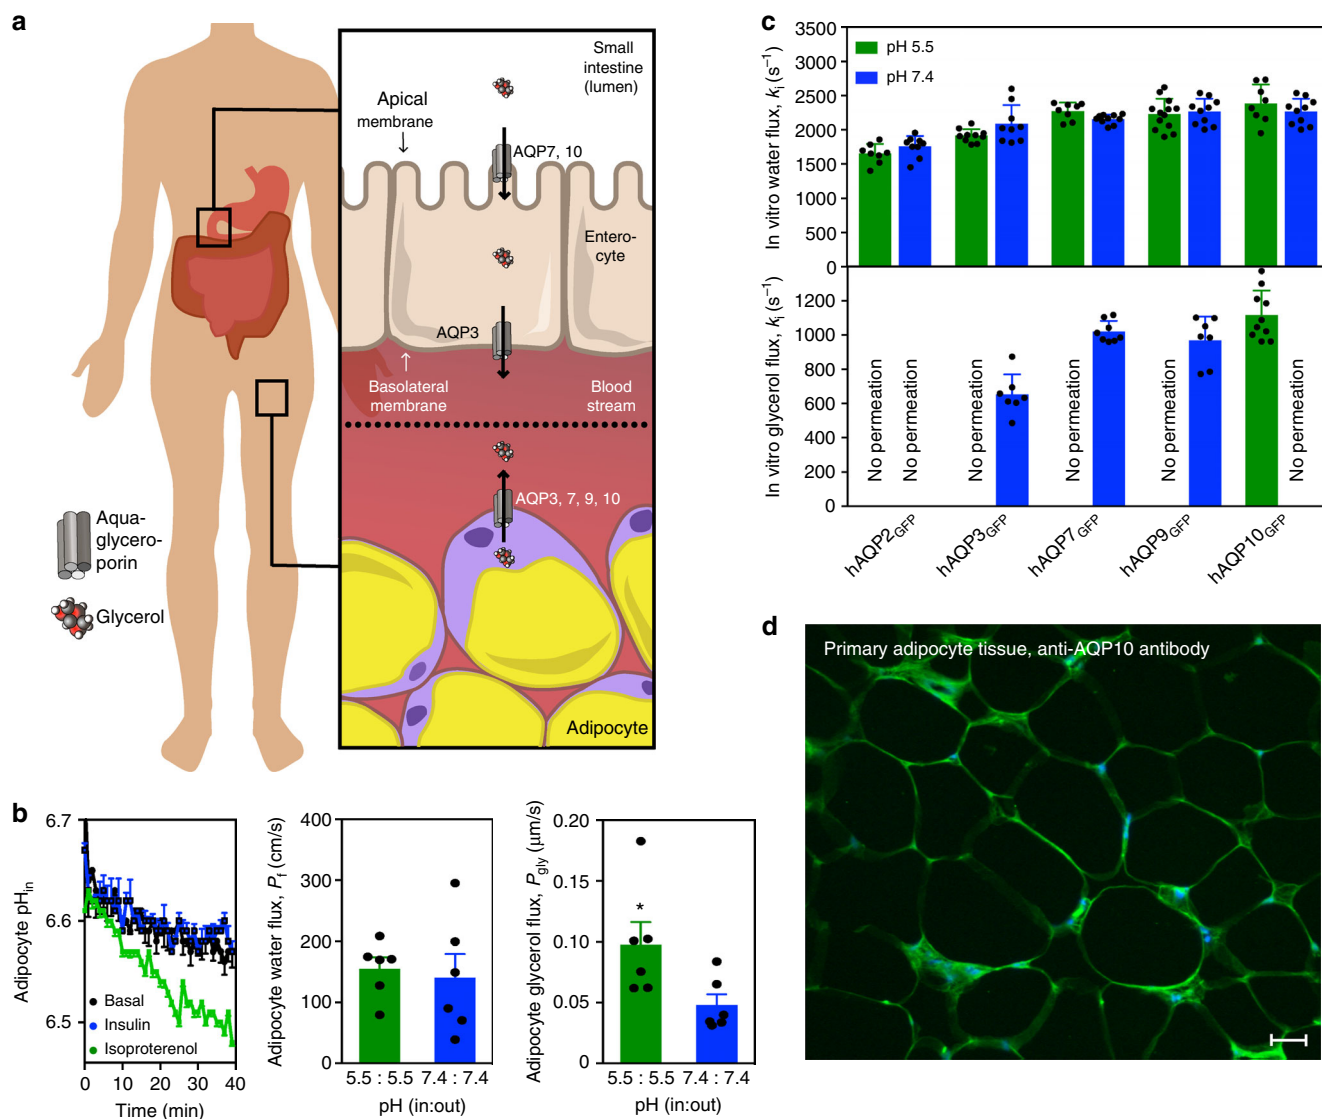 a
Small
intestine
(lumen)
Apical
membrane
AQP7, 10
Entero-
cyte
AQP3
Basolateral
membrane
Blood
stream
AQP3, 7, 9, 10
Aqua-
glycero-
porin
Glycerol
Adipocyte
b
Adipocyte pHin
6.7
6.6
6.5
Basal
Insulin
Isoproterenol
0 10 20 30 40
Time (min)
Adipocyte water flux, Pf (cm/s)
400
300
200
100
0
5.5 : 5.5 7.4 : 7.4
pH (in:out)
Adipocyte glycerol flux, Pgly (μm/s)
0.20
0.15
0.10
0.05
0
*
5.5 : 5.5 7.4 : 7.4
pH (in:out)
c
In vitro water flux, ki (s−1)
3500
3000
2500
2000
1500
1000
500
0
pH 5.5
pH 7.4
In vitro glycerol flux, ki (s−1)
1200
1000
800
600
400
200
0
No permeation
No permeation
No permeation
No permeation
No permeation
No permeation
hAQP2GFP
hAQP3GFP
hAQP7GFP
hAQP9GFP
hAQP10GFP
d
Primary adipocyte tissue, anti-AQP10 antibody